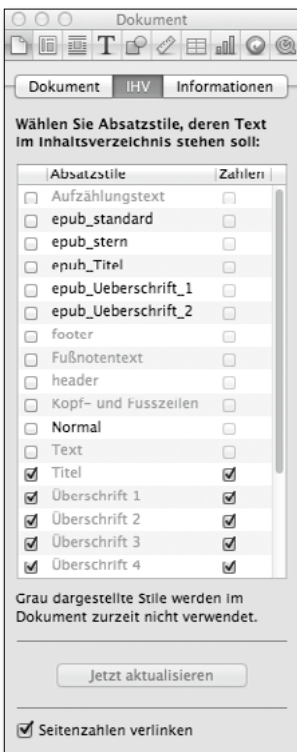 Dokument
Dokument IHV Informationen
Wählen Sie Absatzstile, deren Text
im Inhaltsverzeichnis stehen soll:
Absatzstile Zahlen
Aufzählungstext
epub_standard
epub_stern
epub_Titel
epub_Ueberschrift_1
epub_Ueberschrift_2
footer
Fußnotentext
header
Kopf- und Fusszeilen
Normal
Text
Titel
Überschrift 1
Überschrift 2
Überschrift 3
Überschrift 4
Grau dargestellte Stile werden im
Dokument zurzeit nicht verwendet.
Jetzt aktualisieren
Seitenzahlen verlinken